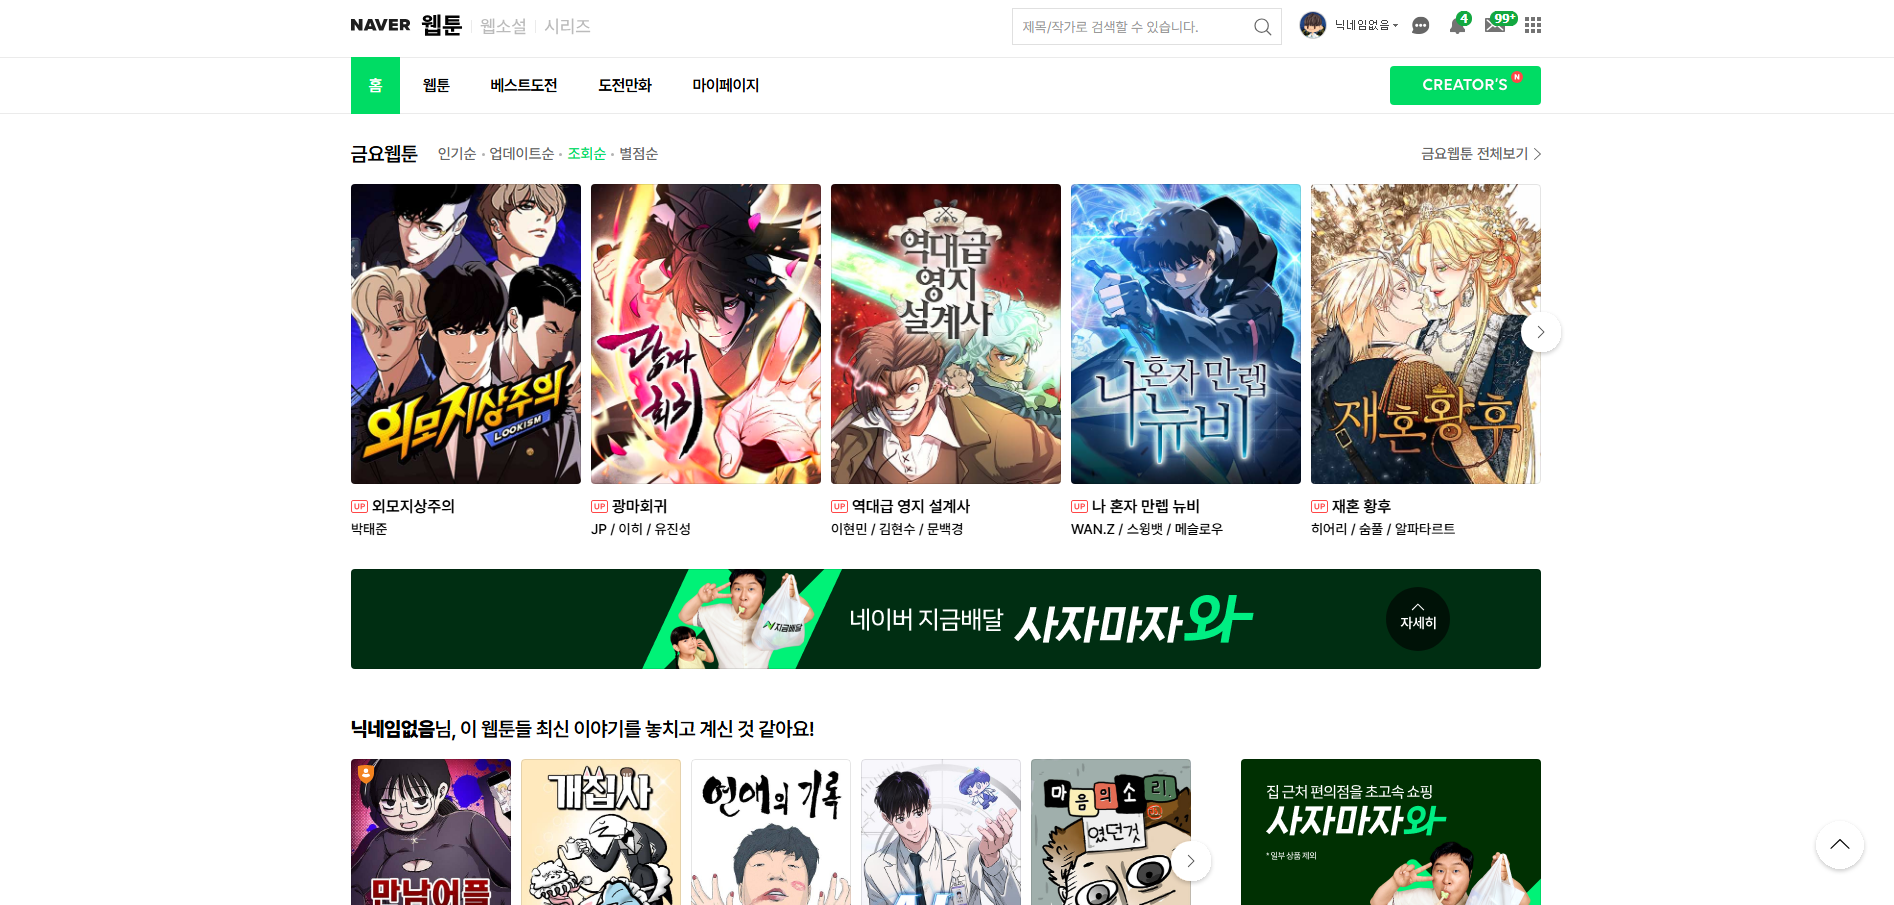 NAVER 웹툰 웹소설 시리즈
제목/작가로 검색할 수 있습니다.
닉네임없음
4
99+
홈 웹툰 베스트도전 도전만화 마이페이지
CREATOR'S N
금요웹툰 인기순 · 업데이트순 · 조회순 · 별점순
금요웹툰 전체보기
외모지상주의
LOOKISM
광마회귀
역대급
영지
설계사
나 혼자 만렙
뉴비
재혼황후
UP 외모지상주의
박태준
UP 광마회귀
JP / 이히 / 유진성
UP 역대급 영지 설계사
이현민 / 김현수 / 문백경
UP 나 혼자 만렙 뉴비
WAN.Z / 스윙뱃 / 메슬로우
UP 재혼 황후
히어리 / 숨풀 / 알파타르트
N지금배달
네이버 지금배달 사자마자와
자세히
닉네임없음님, 이 웹툰들 최신 이야기를 놓치고 계신 것 같아요!
만남어플
개집사
연애의 기록
마음의소리
였던것
집 근처 편의점을 초고속 쇼핑
사자마자와
* 일부 상품 제외